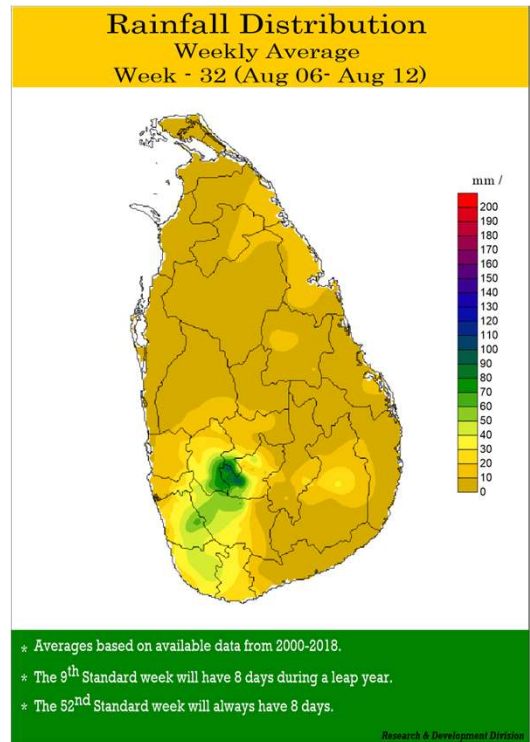 Rainfall Distribution
Weekly Average
Week - 32 (Aug 06- Aug 12)
mm /
200
190
180
170
160
150
140
130
120
110
100
90
80
70
60
50
40
30
20
10
0
* Averages based on available data from 2000-2018.
* The 9th Standard week will have 8 days during a leap year.
* The 52nd Standard week will always have 8 days.
Research & Development Division